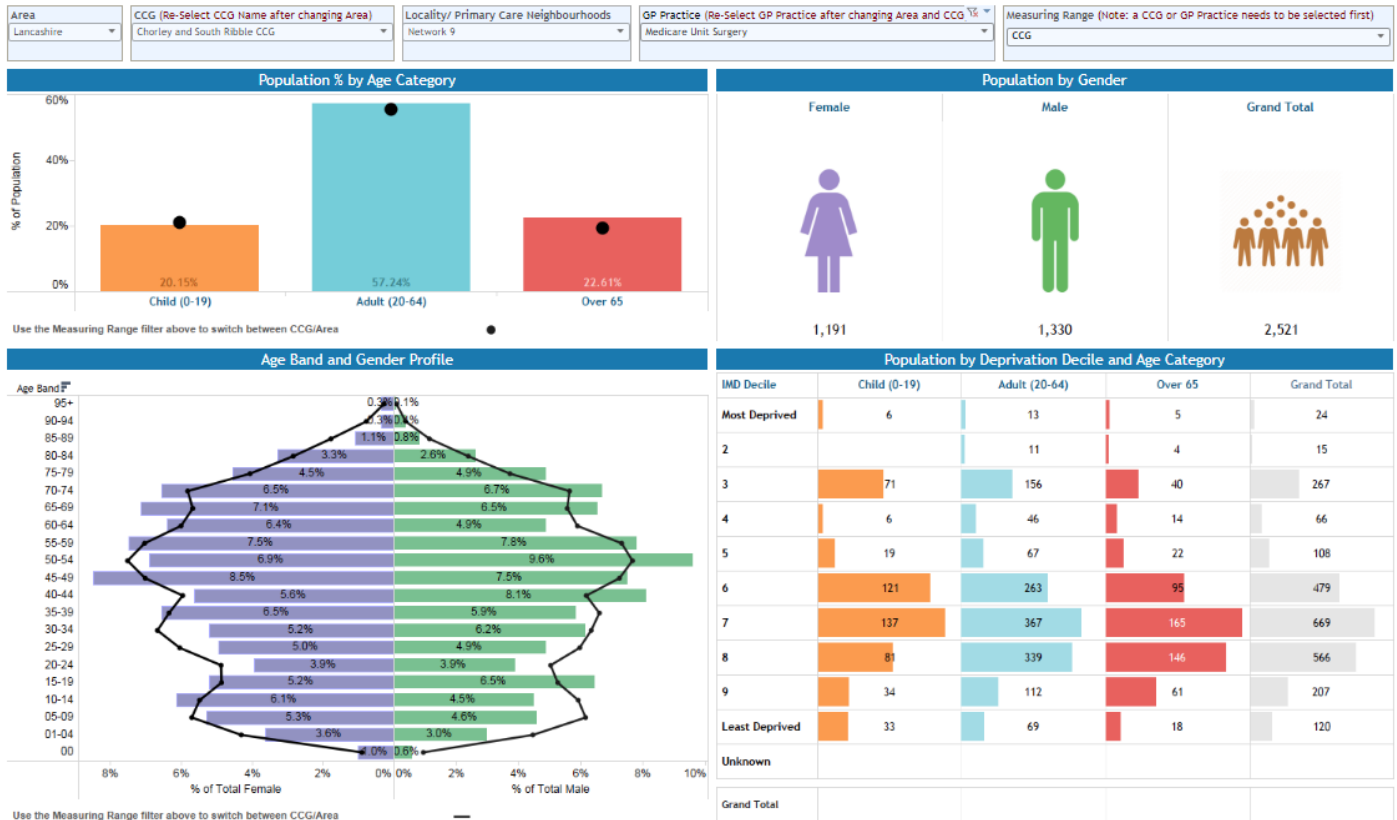 Area
Lancashire
CCG (Re-Select CCG Name after changing Area)
Chorley and South Ribble CCG
Locality/ Primary Care Neighbourhoods
Network 9
GP Practice (Re-Select GP Practice after changing Area and CCG
Medicare Unit Surgery
Measuring Range (Note: a CCG or GP Practice needs to be selected first)
CCG
Population % by Age Category
60%
40%
20%
0%
% of Population
20.15%
57.24%
22.61%
Child (0-19)
Adult (20-64)
Over 65
Use the Measuring Range filter above to switch between CCG/Area
Population by Gender
Female
Male
Grand Total
1,191
1,330
2,521
Age Band and Gender Profile
Age Band
95+ 0.3% 0.1%
90-94 0.3%
85-89 1.1% 0.8%
80-84 3.3% 2.6%
75-79 4.5% 4.9%
70-74 6.5% 6.7%
65-69 7.1% 6.5%
60-64 6.4% 4.9%
55-59 7.5% 7.8%
50-54 6.9% 9.6%
45-49 8.5% 7.5%
40-44 5.6% 8.1%
35-39 6.5% 5.9%
30-34 5.2% 6.2%
25-29 5.0% 4.9%
20-24 3.9% 3.9%
15-19 5.2% 6.5%
10-14 6.1% 4.5%
05-09 5.3% 4.6%
01-04 3.6% 3.0%
00 1.0% 0.6%
8% 6% 4% 2% 0% 0% 2% 4% 6% 8% 10%
% of Total Female
% of Total Male
Use the Measuring Range filter above to switch between CCG/Area
Population by Deprivation Decile and Age Category
IMD Decile Child (0-19) Adult (20-64) Over 65 Grand Total
Most Deprived 6 13 5 24
2 11 4 15
3 71 156 40 267
4 6 46 14 66
5 19 67 22 108
6 121 263 95 479
7 137 367 165 669
8 81 339 146 566
9 34 112 61 207
Least Deprived 33 69 18 120
Unknown
Grand Total